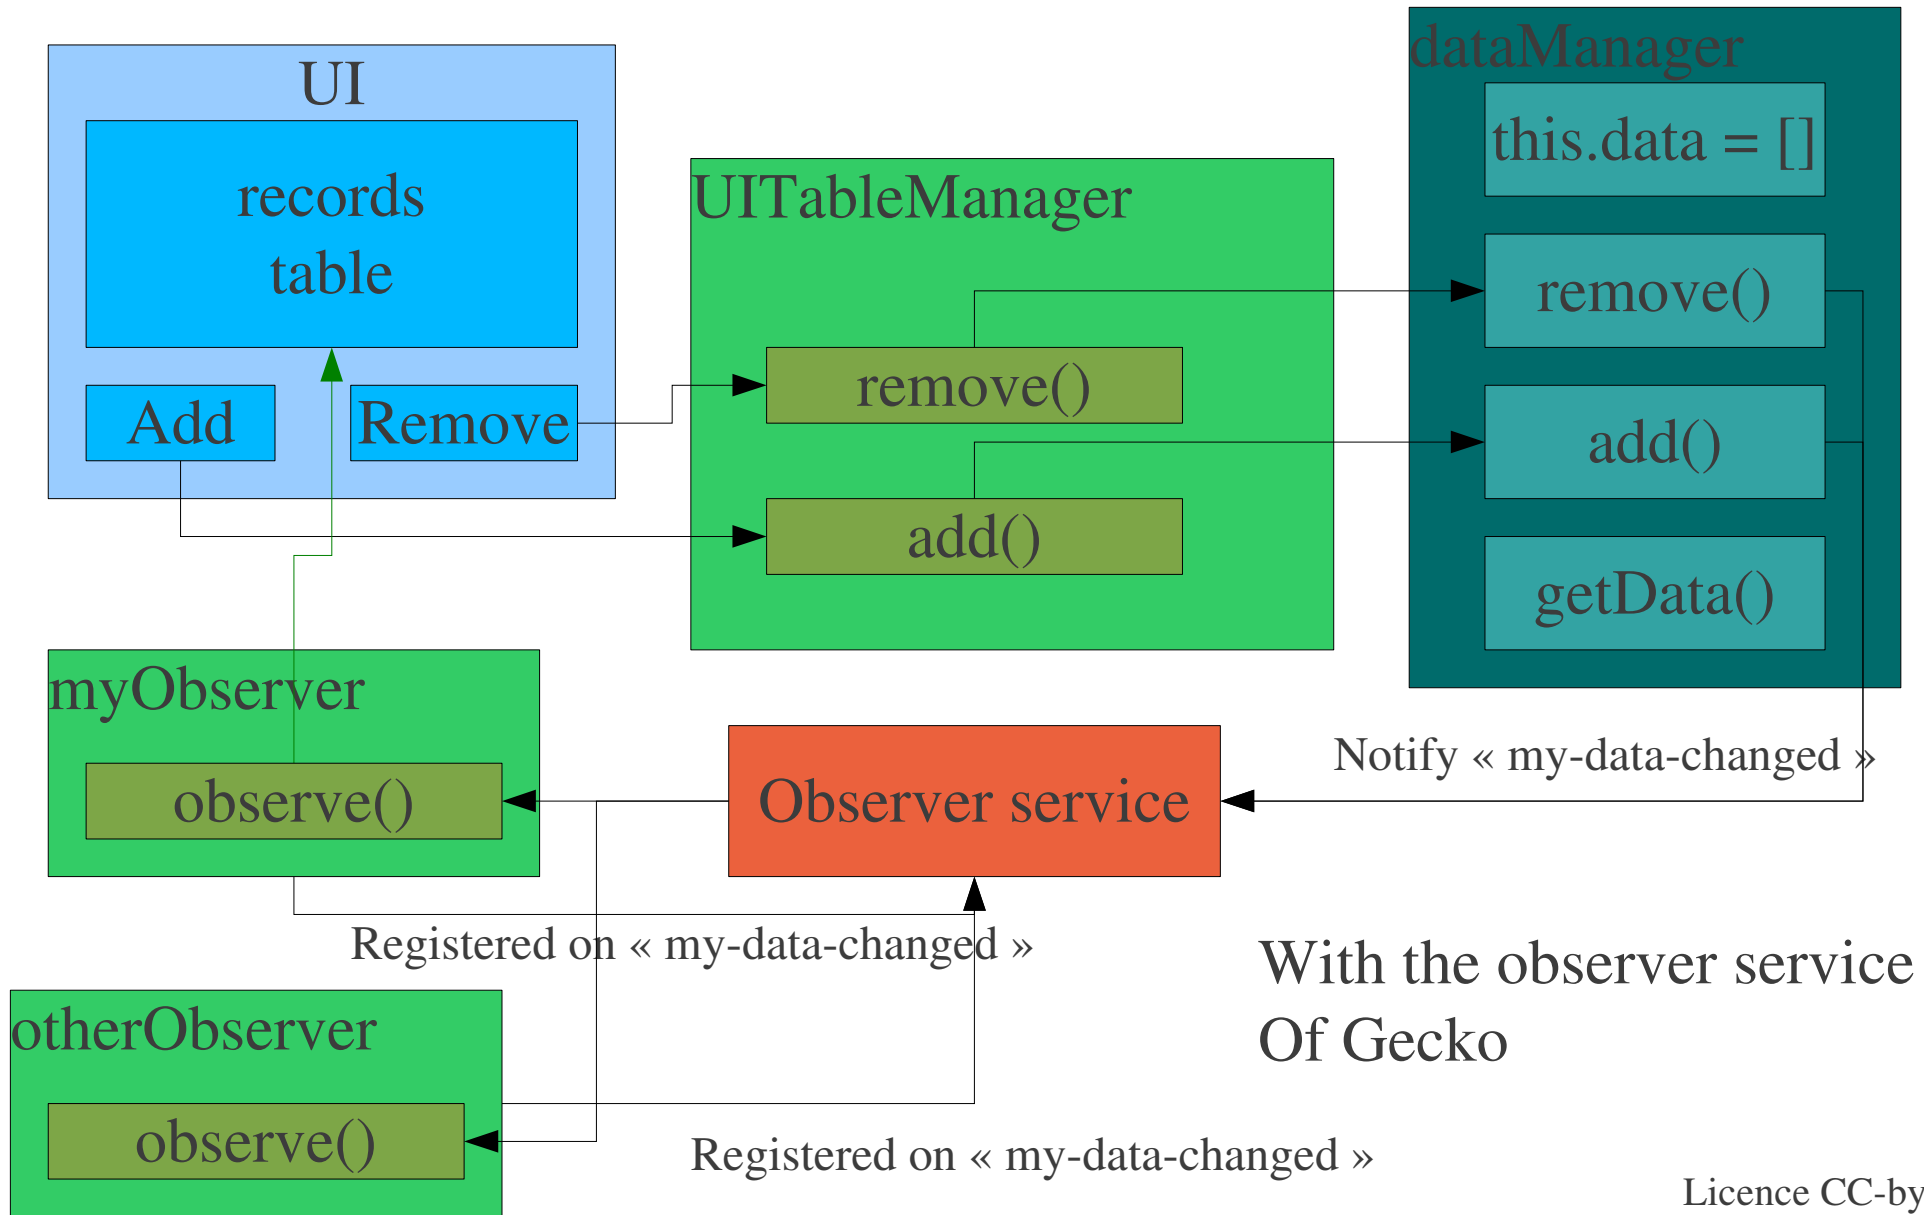 UI
records
table
Add
Remove
UITableManager
remove()
add()
dataManager
this.data = []
remove()
add()
getData()
myObserver
observe()
Observer service
Notify « my-data-changed »
Registered on « my-data-changed »
otherObserver
observe()
Registered on « my-data-changed »
With the observer service
Of Gecko
Licence CC-by